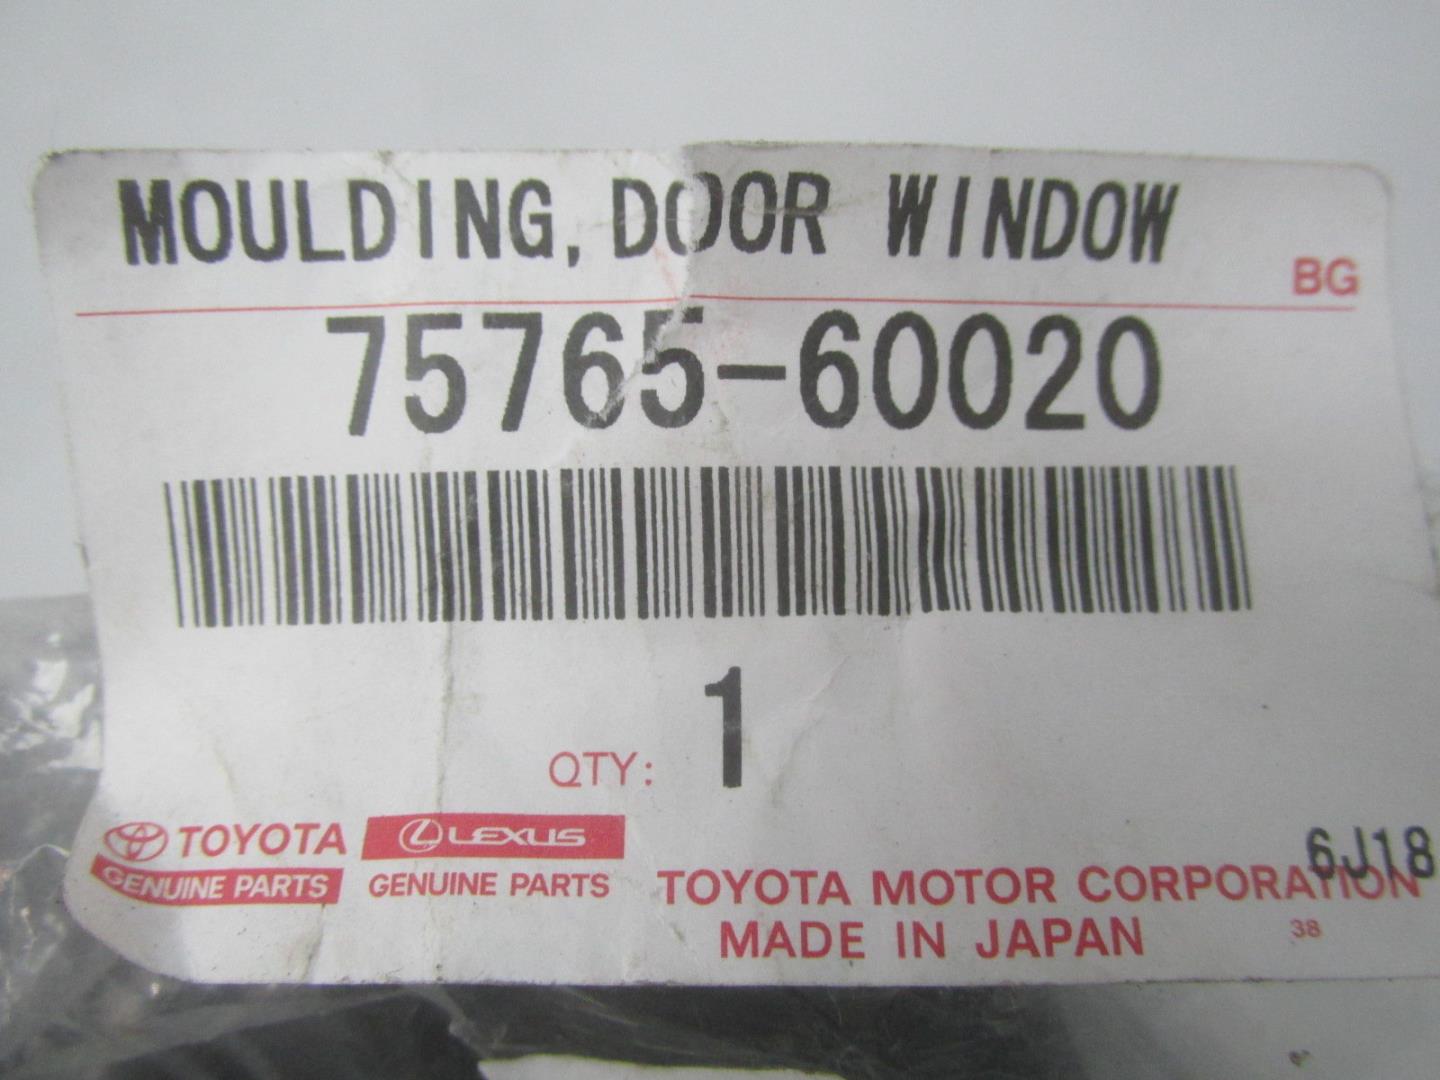 MOULDING, DOOR WINDOW
BG
75765-60020
QTY: 1
TOYOTA
GENUINE PARTS
LEXUS
GENUINE PARTS
6J18
TOYOTA MOTOR CORPORATION
MADE IN JAPAN
38